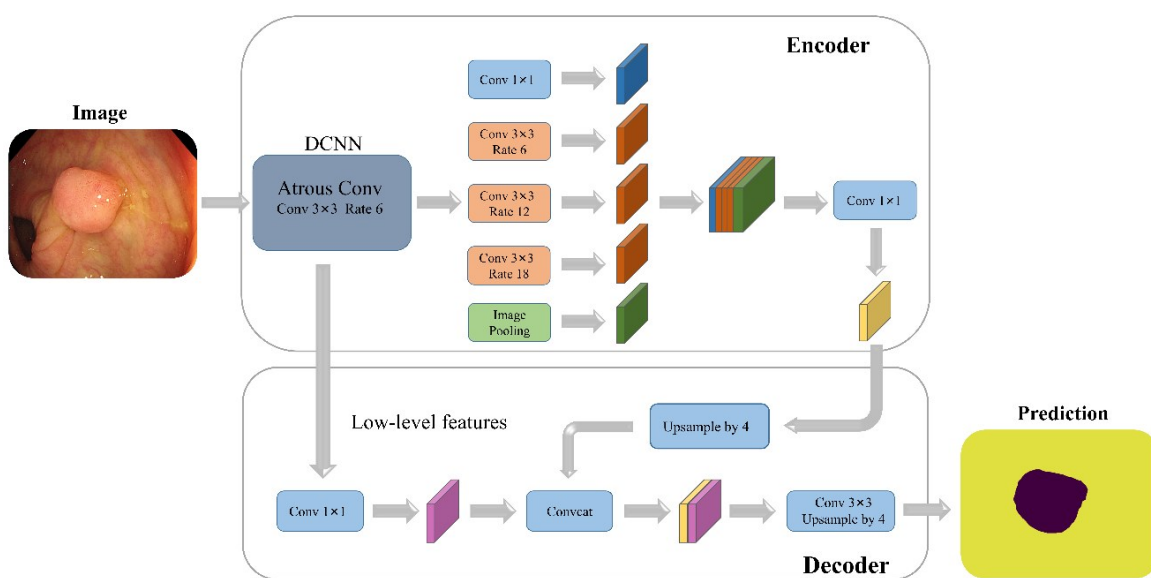 Encoder
Image
DCNN
Atrous Conv
Conv 3×3 Rate 6
Conv 1×1
Conv 3×3
Rate 6
Conv 3×3
Rate 12
Conv 3×3
Rate 18
Image
Pooling
Conv 1×1
Low-level features
Upsample by 4
Prediction
Conv 1×1
Convcat
Conv 3×3
Upsample by 4
Decoder